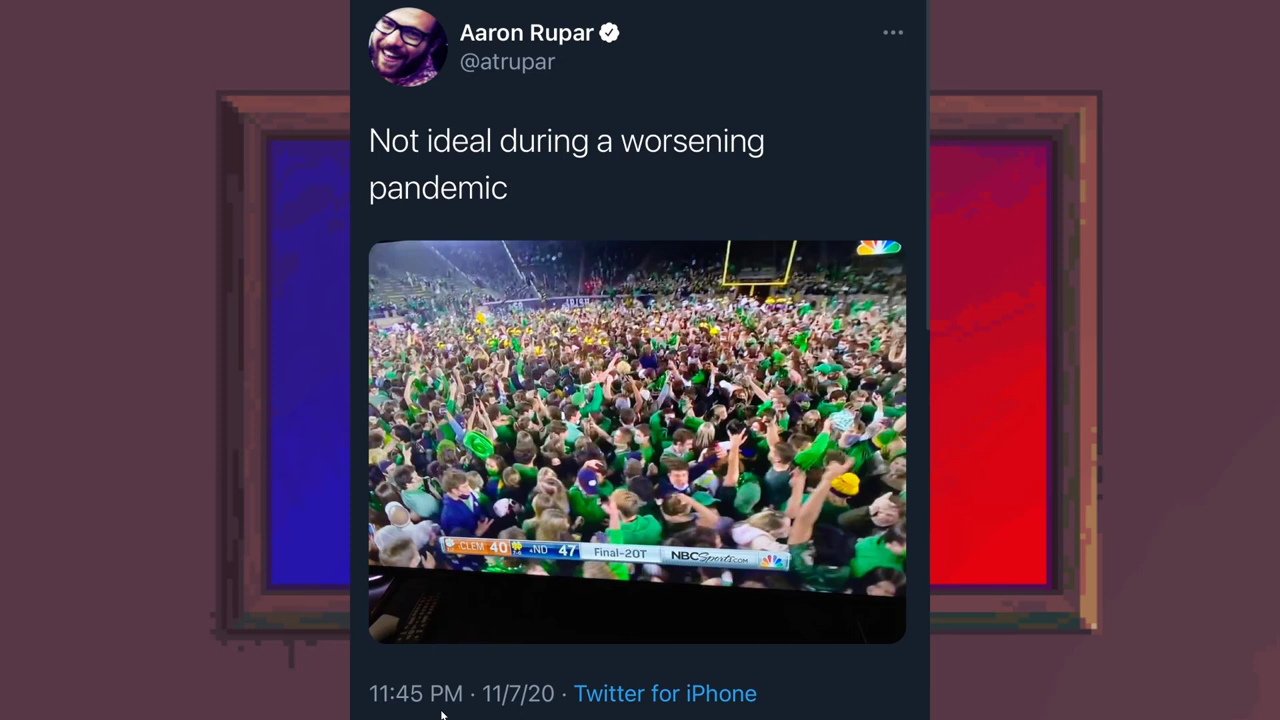 Aaron Rupar
@atrupar
Not ideal during a worsening
pandemic
CLEM 40 4ND 47 Final-2OT NBCSports.COM
11:45 PM · 11/7/20 · Twitter for iPhone